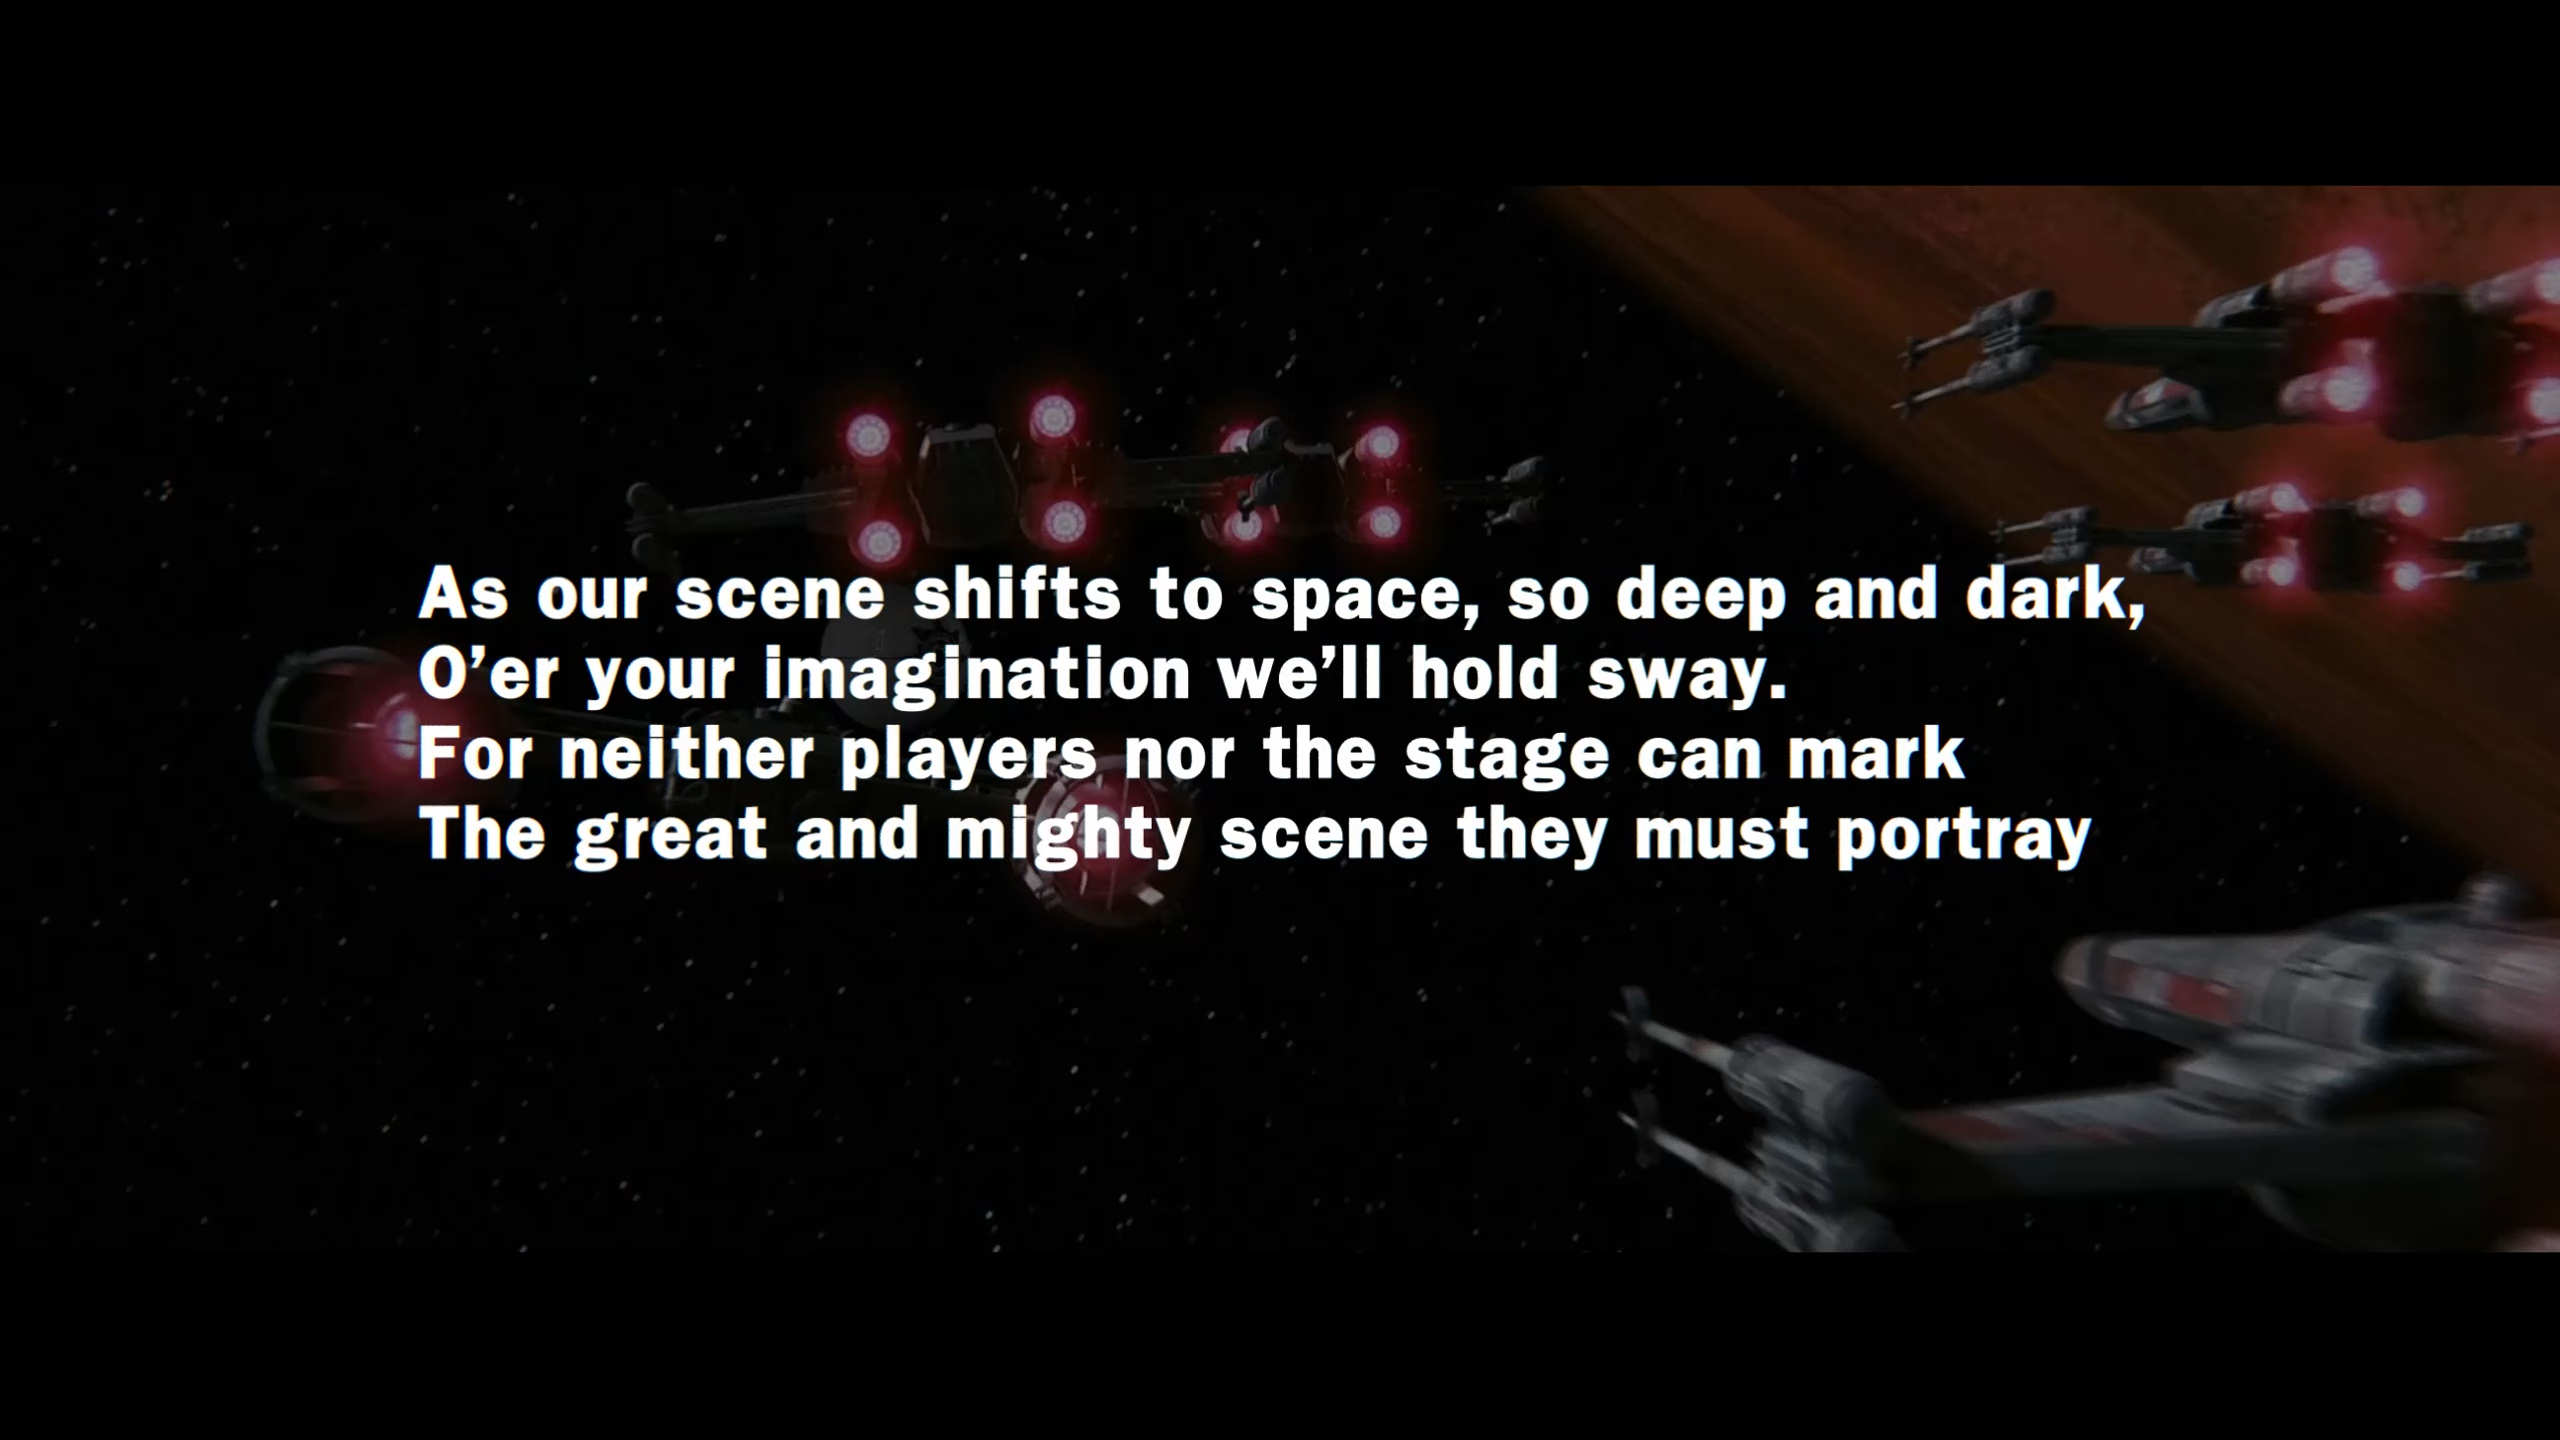 As our scene shifts to space, so deep and dark,
O’er your imagination we’ll hold sway.
For neither players nor the stage can mark
The great and mighty scene they must portray